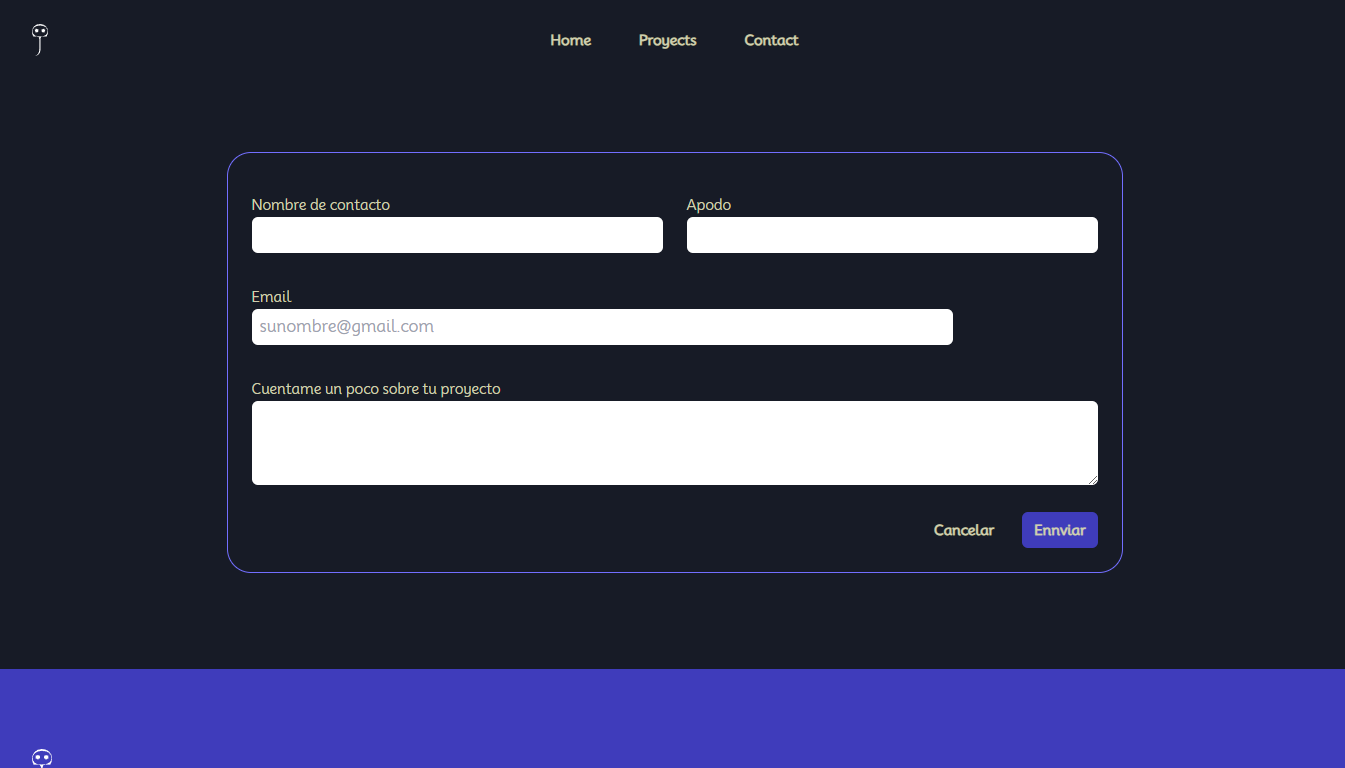 Home Proyects Contact
Nombre de contacto Apodo
Email
sunombre@gmail.com
Cuentame un poco sobre tu proyecto
Cancelar Ennviar